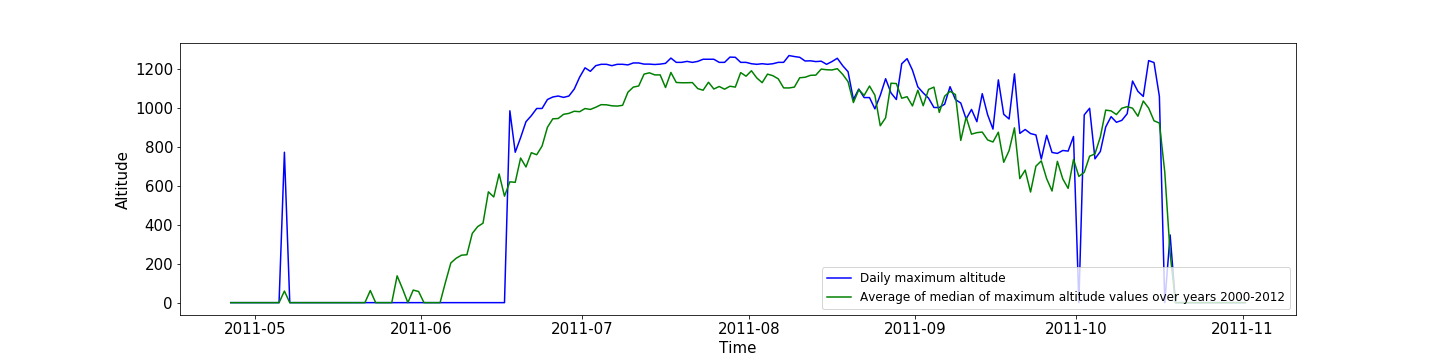 1200
1000
800
600
400
200
0
Altitude
Daily maximum altitude
Average of median of maximum altitude values over years 2000-2012
2011-05 2011-06 2011-07 2011-08 2011-09 2011-10 2011-11
Time